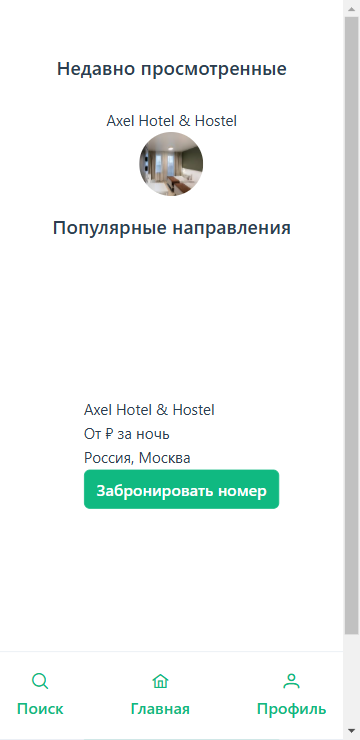 Недавно просмотренные
Axel Hotel & Hostel
Популярные направления
Axel Hotel & Hostel
От ₽ за ночь
Россия, Москва
Забронировать номер
Поиск
Главная
Профиль